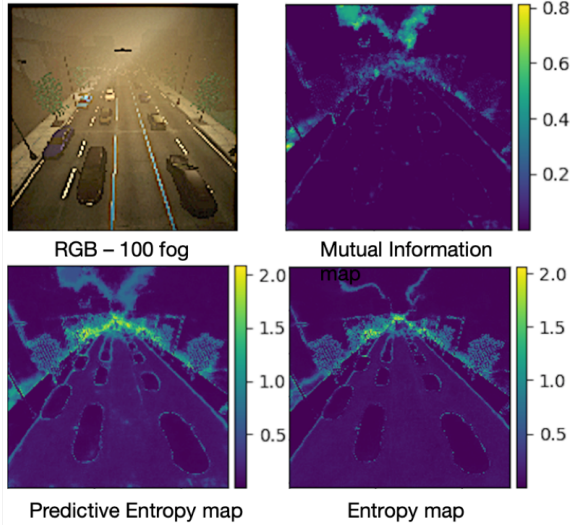 0.8
0.6
0.4
0.2
RGB – 100 fog
Mutual Information
map
2.0
1.5
1.0
0.5
2.0
1.5
1.0
0.5
Predictive Entropy map
Entropy map